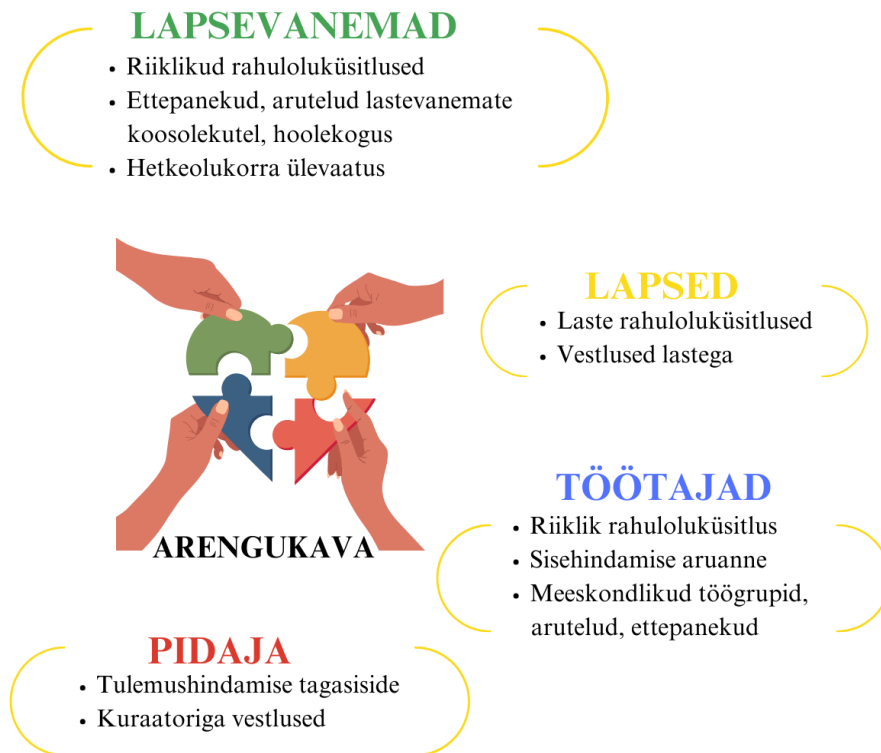 LAPSEVANEMAD
• Riiklikud rahuloluküsitlused
• Ettepanekud, arutelud lastevanemate
koosolekutel, hoolekogus
• Hetkeolukorra ülevaatus
LAPSED
• Laste rahuloluküsitlused
• Vestlused lastega
TÖÖTAJAD
• Riiklik rahuloluküsitlus
• Sisehindamise aruanne
• Meeskondlikud töögrupid,
arutelud, ettepanekud
ARENGUKAVA
PIDAJA
• Tulemushindamise tagasiside
• Kuraatoriga vestlused